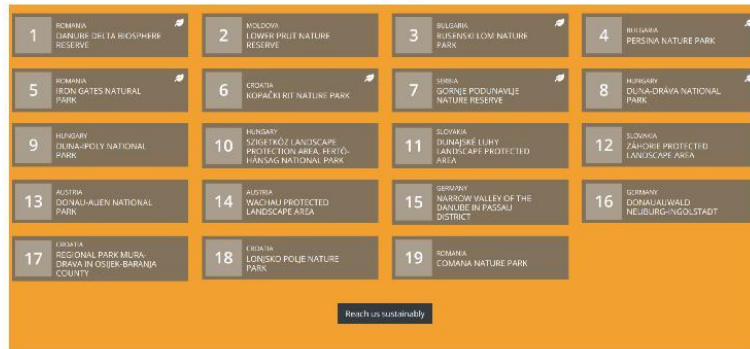 1
ROMANIA
DANUBE DELTA BIOSPHERE
RESERVE
2
MOLDOVA
LOWER PRUT NATURE
RESERVE
3
BULGARIA
RUSENSKI LOM NATURE
PARK
4
BULGARIA
PERSINA NATURE PARK
5
ROMANIA
IRON GATES NATURAL
PARK
6
CROATIA
KOPAČKI RIT NATURE PARK
7
SERBIA
GORNJE PODUNAVLJE
NATURE RESERVE
8
HUNGARY
DUNA-DRÁVA NATIONAL
PARK
9
HUNGARY
DUNA-IPOLY NATIONAL
PARK
10
HUNGARY
SZIGETKÖZ LANDSCAPE
PROTECTION AREA, FERTŐ-
HÁNSAG NATIONAL PARK
11
SLOVAKIA
DUNAJSKÉ LUHY
LANDSCAPE PROTECTED
AREA
12
SLOVAKIA
ZÁHORIE PROTECTED
LANDSCAPE AREA
13
AUSTRIA
DONAU-AUEN NATIONAL
PARK
14
AUSTRIA
WACHAU PROTECTED
LANDSCAPE AREA
15
GERMANY
NARROW VALLEY OF THE
DANUBE IN PASSAU
DISTRICT
16
GERMANY
DONAUAUWALD
NEUBURG-INGOLSTADT
17
CROATIA
REGIONAL PARK MURA-
DRAVA IN OSIJEK-BARANJA
COUNTY
18
CROATIA
LONJSKO POLJE NATURE
PARK
19
ROMANIA
COMANA NATURE PARK
Reach us sustainably